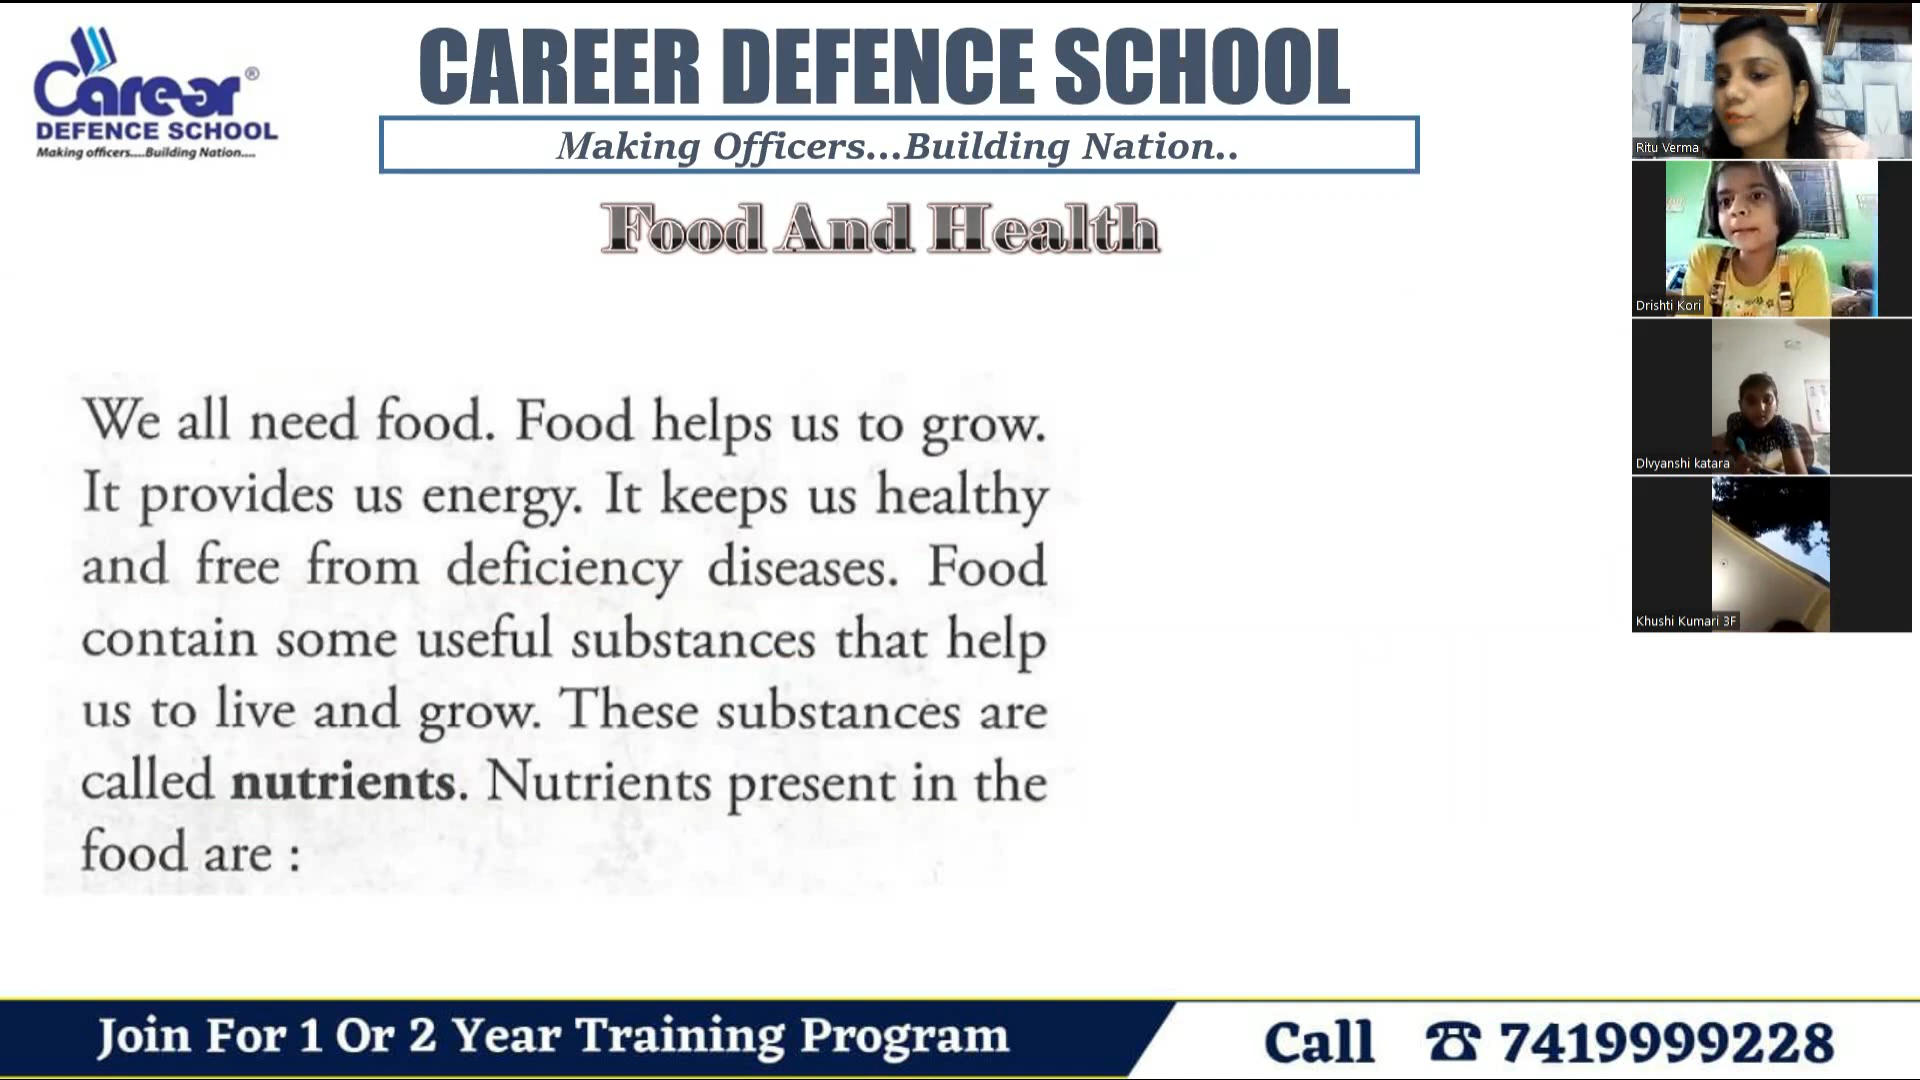 Carear®
DEFENCE SCHOOL
Making officers....Building Nation....
CAREER DEFENCE SCHOOL
Making Officers...Building Nation..
Food And Health
We all need food. Food helps us to grow.
It provides us energy. It keeps us healthy
and free from deficiency diseases. Food
contain some useful substances that help
us to live and grow. These substances are
called nutrients. Nutrients present in the
food are :
Ritu Verma
Drishti Kori
DIvyanshi katara
Khushi Kumari 3F
Join For 1 Or 2 Year Training Program
Call ☎ 7419999228